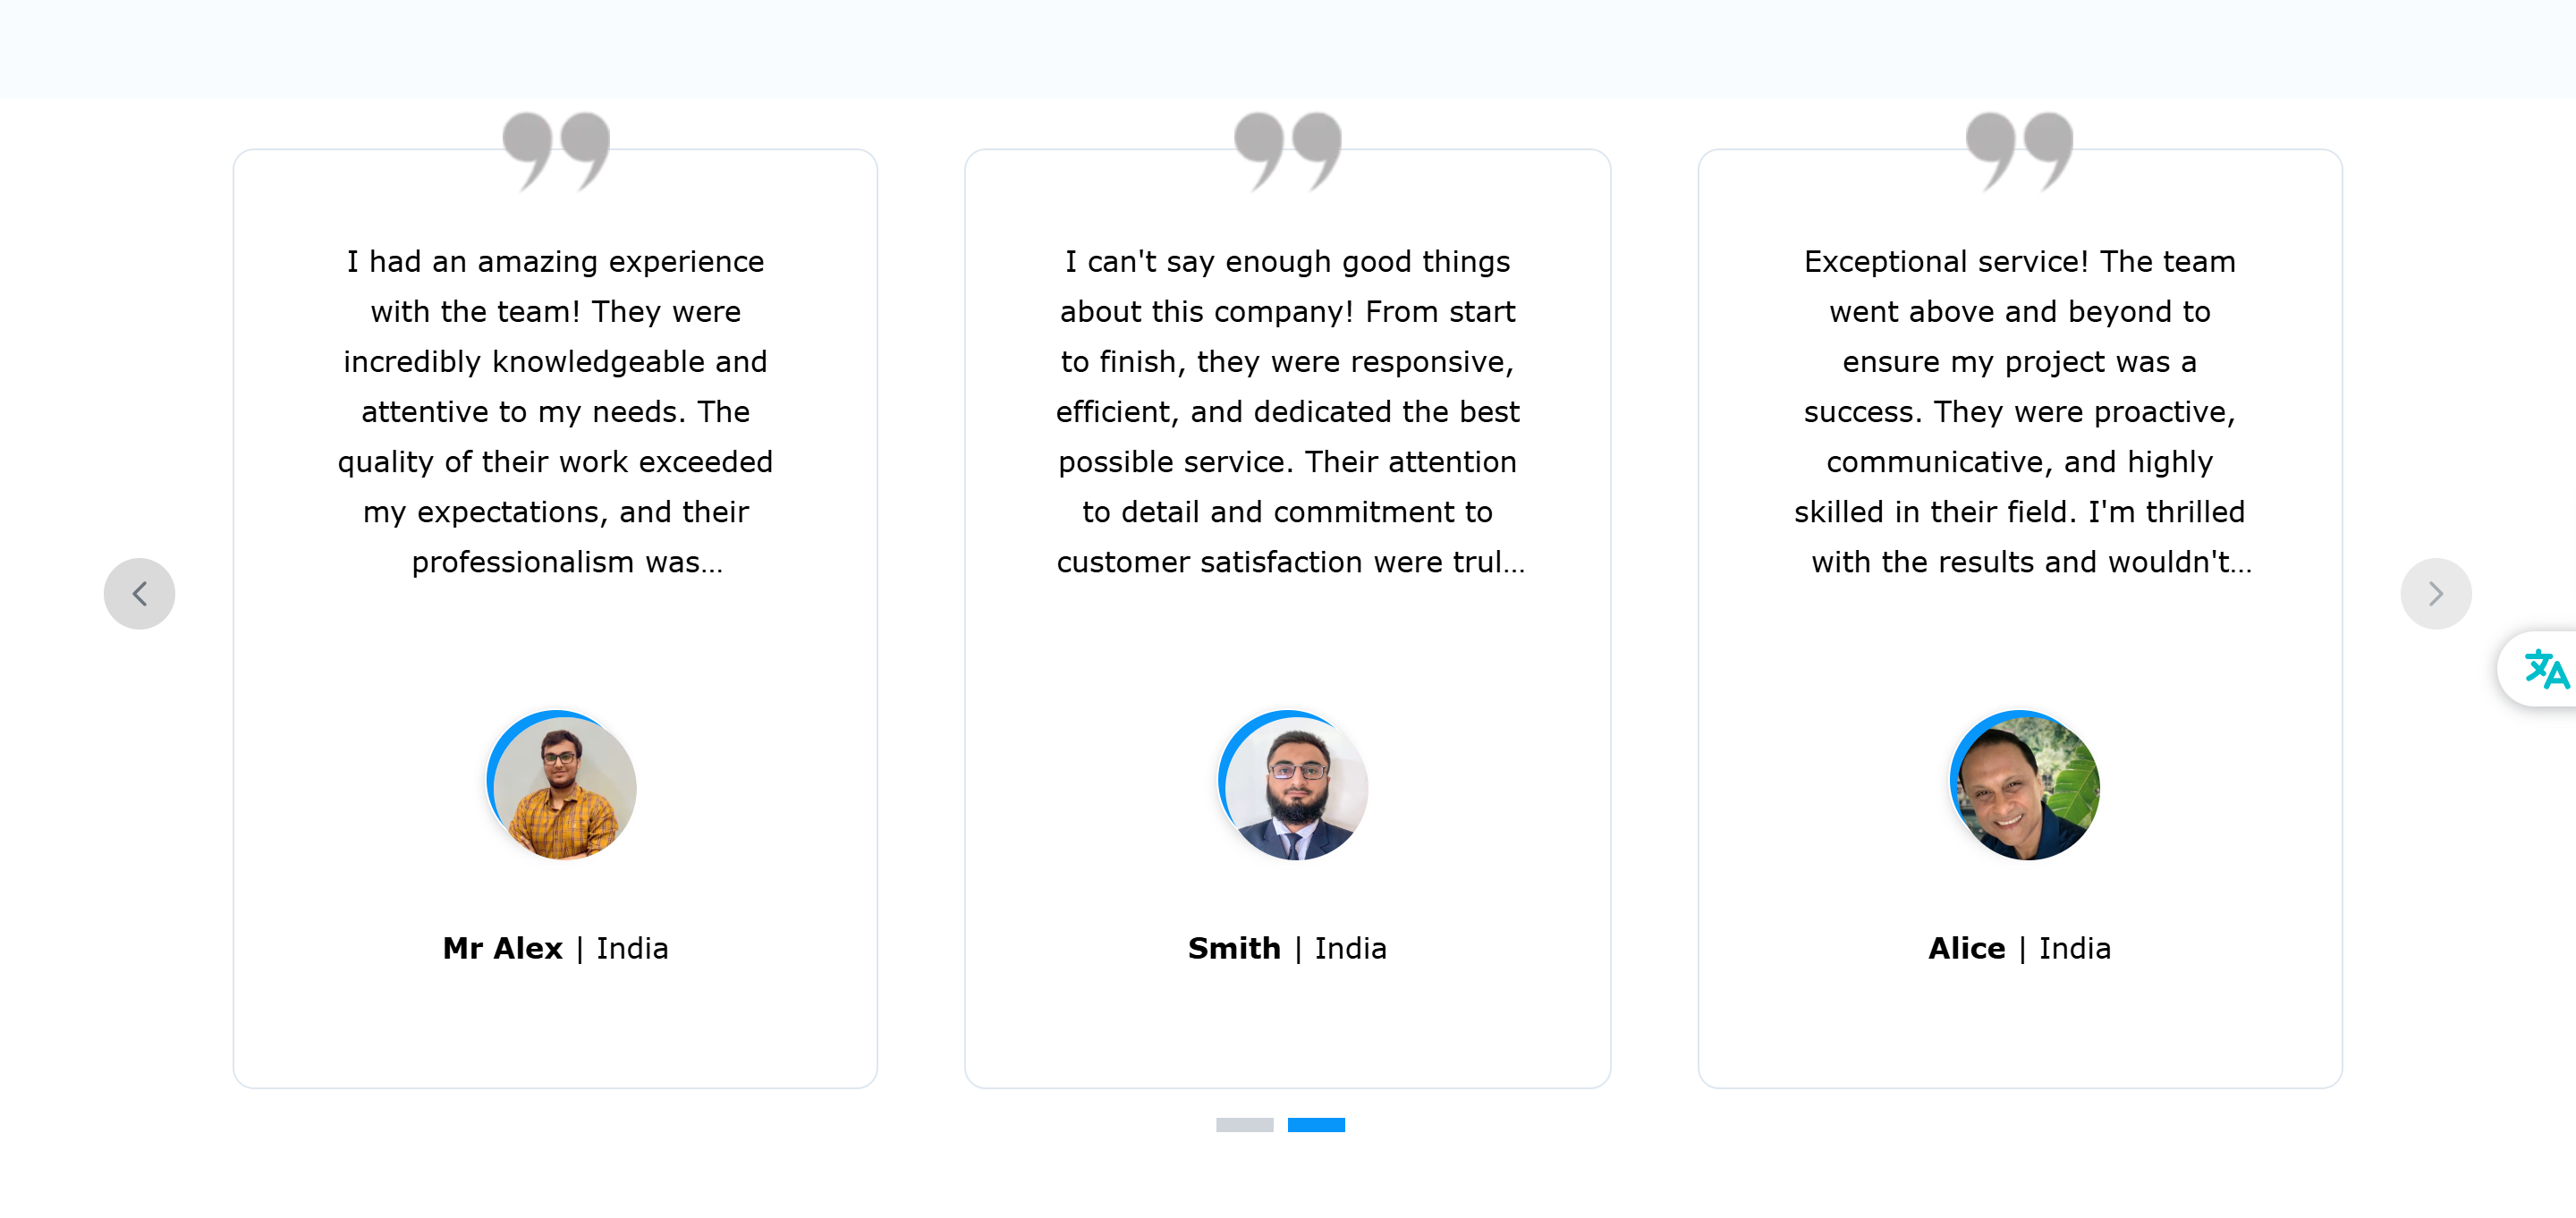 I had an amazing experience
with the team! They were
incredibly knowledgeable and
attentive to my needs. The
quality of their work exceeded
my expectations, and their
professionalism was...
Mr Alex | India
I can't say enough good things
about this company! From start
to finish, they were responsive,
efficient, and dedicated the best
possible service. Their attention
to detail and commitment to
customer satisfaction were trul...
Smith | India
Exceptional service! The team
went above and beyond to
ensure my project was a
success. They were proactive,
communicative, and highly
skilled in their field. I'm thrilled
with the results and wouldn't...
Alice | India